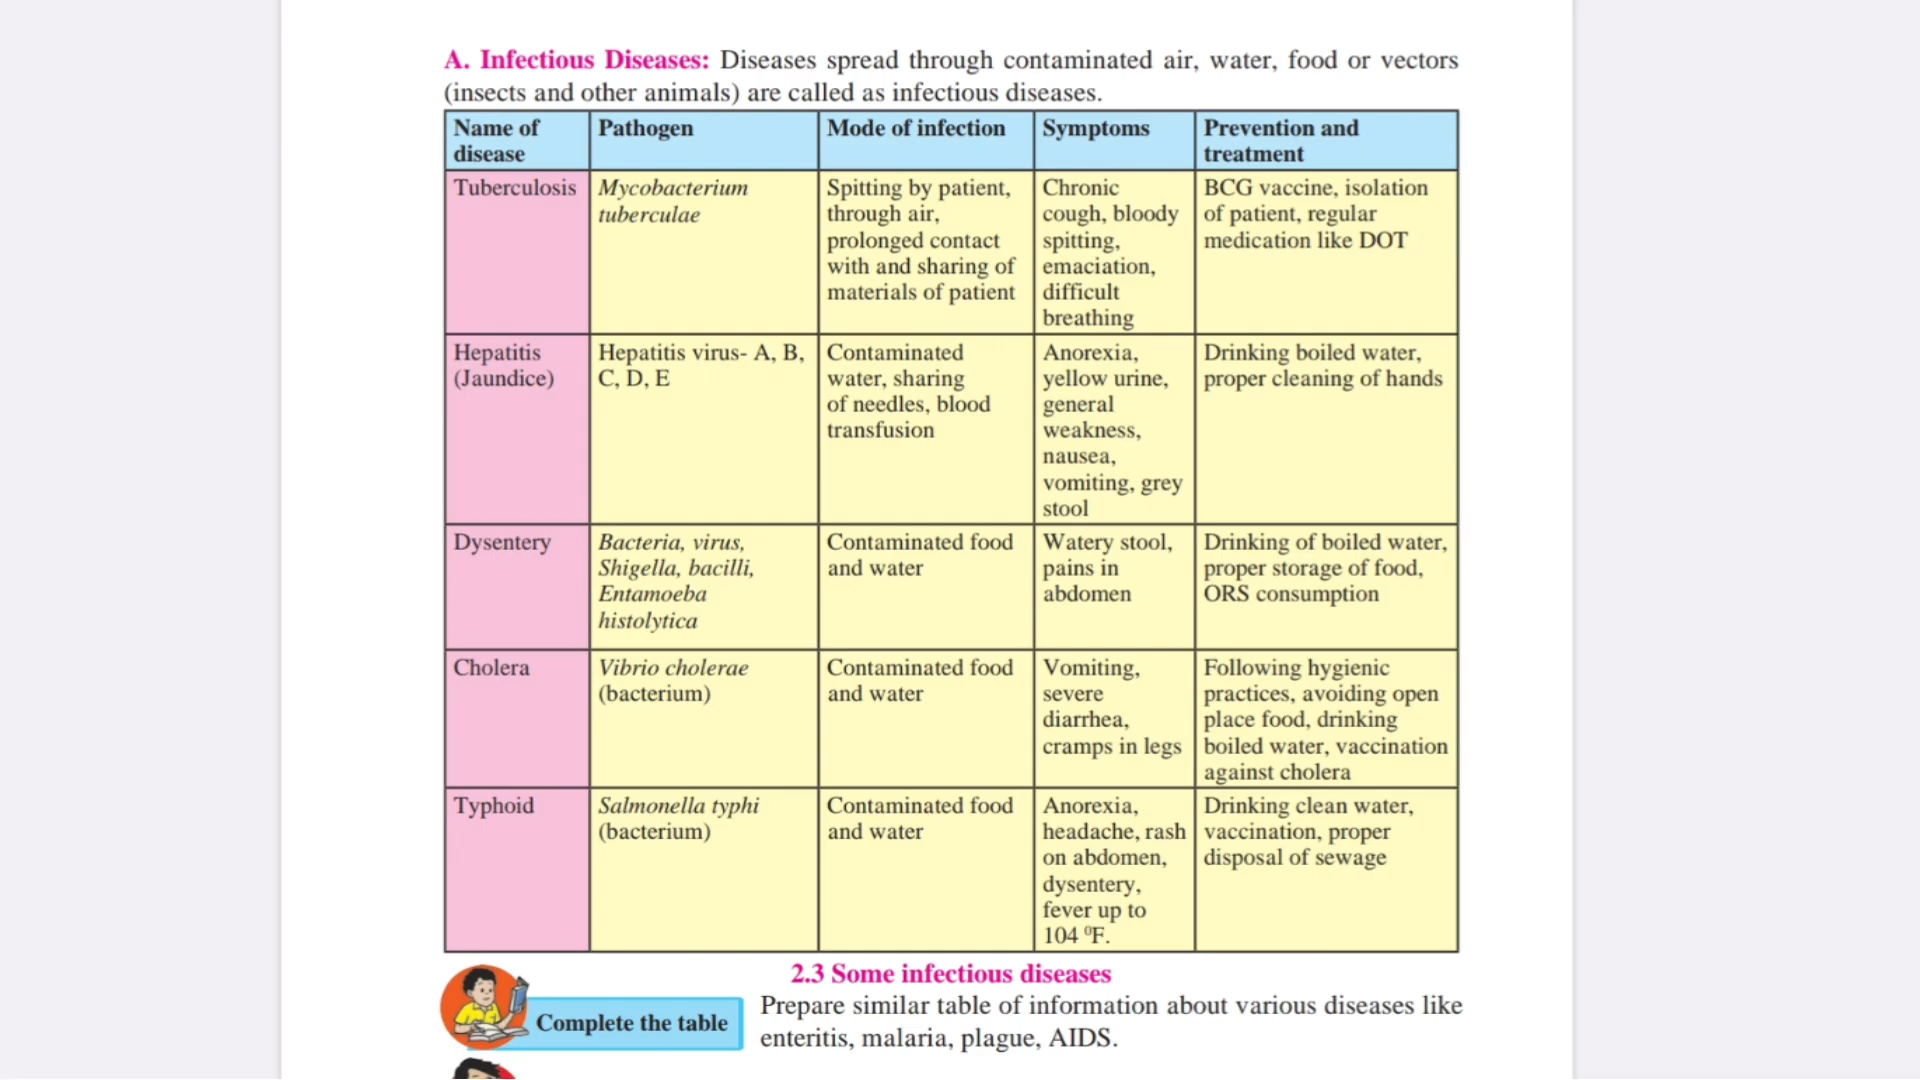 A. Infectious Diseases: Diseases spread through contaminated air, water, food or vectors
(insects and other animals) are called as infectious diseases.
Name of
disease
Pathogen
Mode of infection
Symptoms
Prevention and
treatment
Tuberculosis
Mycobacterium
tuberculae
Spitting by patient,
through air,
prolonged contact
with and sharing of
materials of patient
Chronic
cough, bloody
spitting,
emaciation,
difficult
breathing
BCG vaccine, isolation
of patient, regular
medication like DOT
Hepatitis
(Jaundice)
Hepatitis virus- A, B,
C, D, E
Contaminated
water, sharing
of needles, blood
transfusion
Anorexia,
yellow urine,
general
weakness,
nausea,
vomiting, grey
stool
Drinking boiled water,
proper cleaning of hands
Dysentery
Bacteria, virus,
Shigella, bacilli,
Entamoeba
histolytica
Contaminated food
and water
Watery stool,
pains in
abdomen
Drinking of boiled water,
proper storage of food,
ORS consumption
Cholera
Vibrio cholerae
(bacterium)
Contaminated food
and water
Vomiting,
severe
diarrhea,
cramps in legs
Following hygienic
practices, avoiding open
place food, drinking
boiled water, vaccination
against cholera
Typhoid
Salmonella typhi
(bacterium)
Contaminated food
and water
Anorexia,
headache, rash
on abdomen,
dysentery,
fever up to
104 ⁰F.
Drinking clean water,
vaccination, proper
disposal of sewage
2.3 Some infectious diseases
Complete the table
Prepare similar table of information about various diseases like
enteritis, malaria, plague, AIDS.